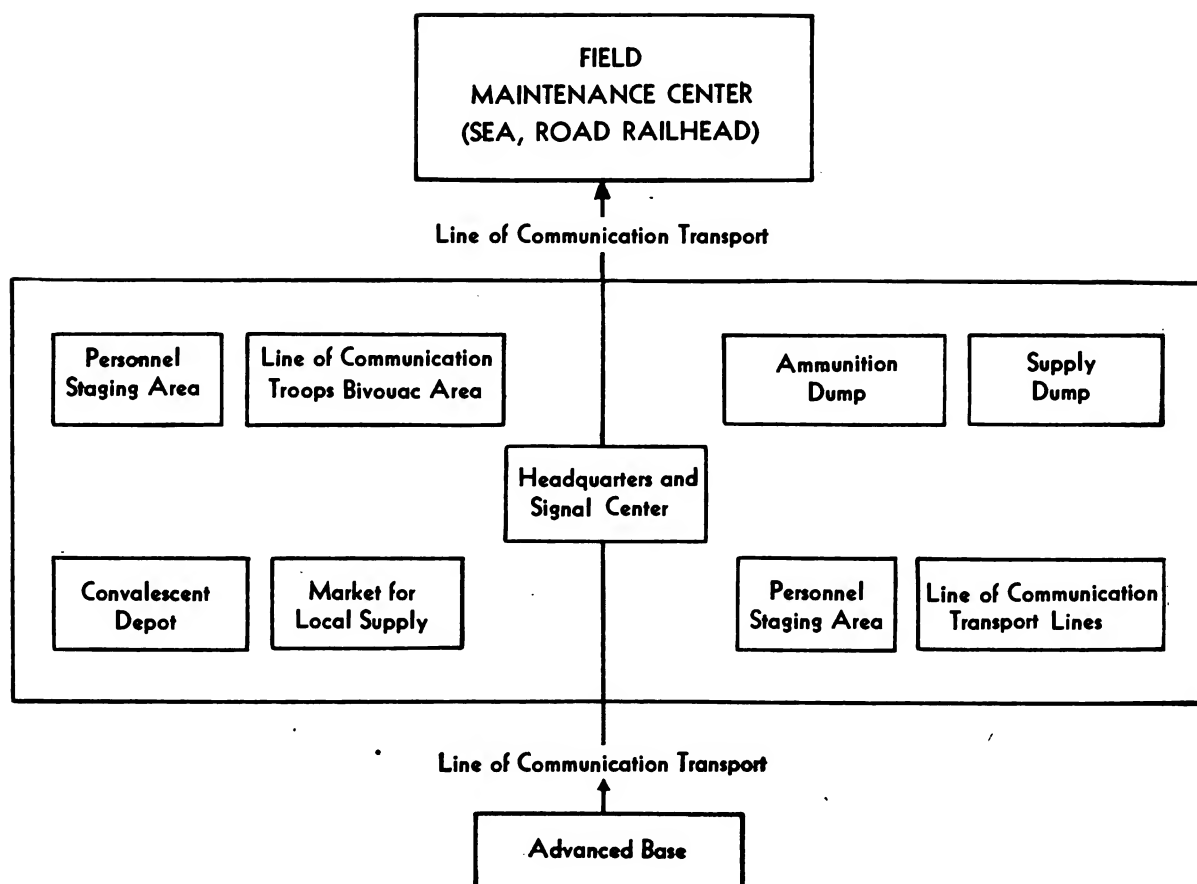 FIELD
MAINTENANCE CENTER
(SEA, ROAD RAILHEAD)
Line of Communication Transport
Personnel
Staging Area
Line of Communication
Troops Bivouac Area
Ammunition
Dump
Supply
Dump
Headquarters and
Signal Center
Convalescent
Depot
Market for
Local Supply
Personnel
Staging Area
Line of Communication
Transport Lines
Line of Communication Transport
Advanced Base